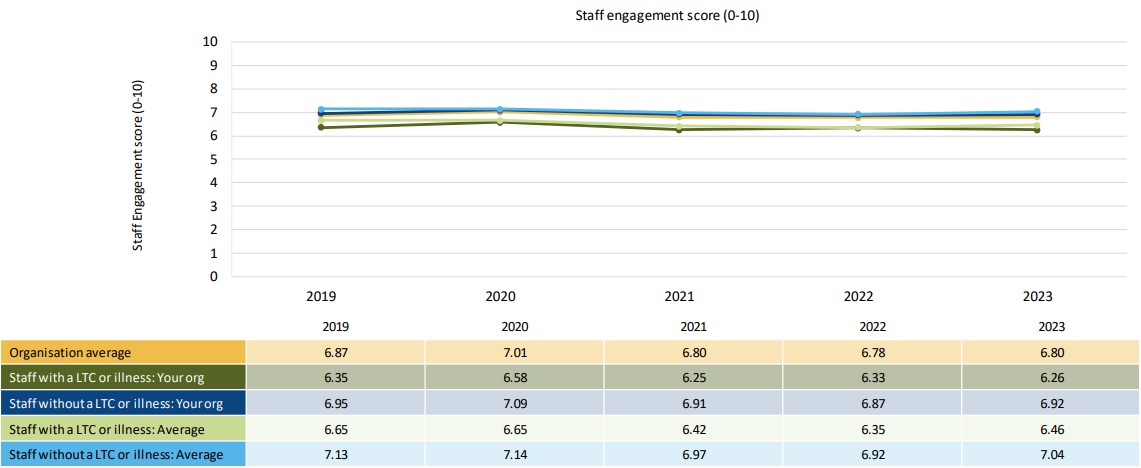 Staff engagement score (0-10)
Staff Engagement score (0-10)
10
9
8
7
6
5
4
3
2
1
0
2019 2020 2021 2022 2023
2019 2020 2021 2022 2023
Organisation average 6.87 7.01 6.80 6.78 6.80
Staff with a LTC or illness: Your org 6.35 6.58 6.25 6.33 6.26
Staff without a LTC or illness: Your org 6.95 7.09 6.91 6.87 6.92
Staff with a LTC or illness: Average 6.65 6.65 6.42 6.35 6.46
Staff without a LTC or illness: Average 7.13 7.14 6.97 6.92 7.04